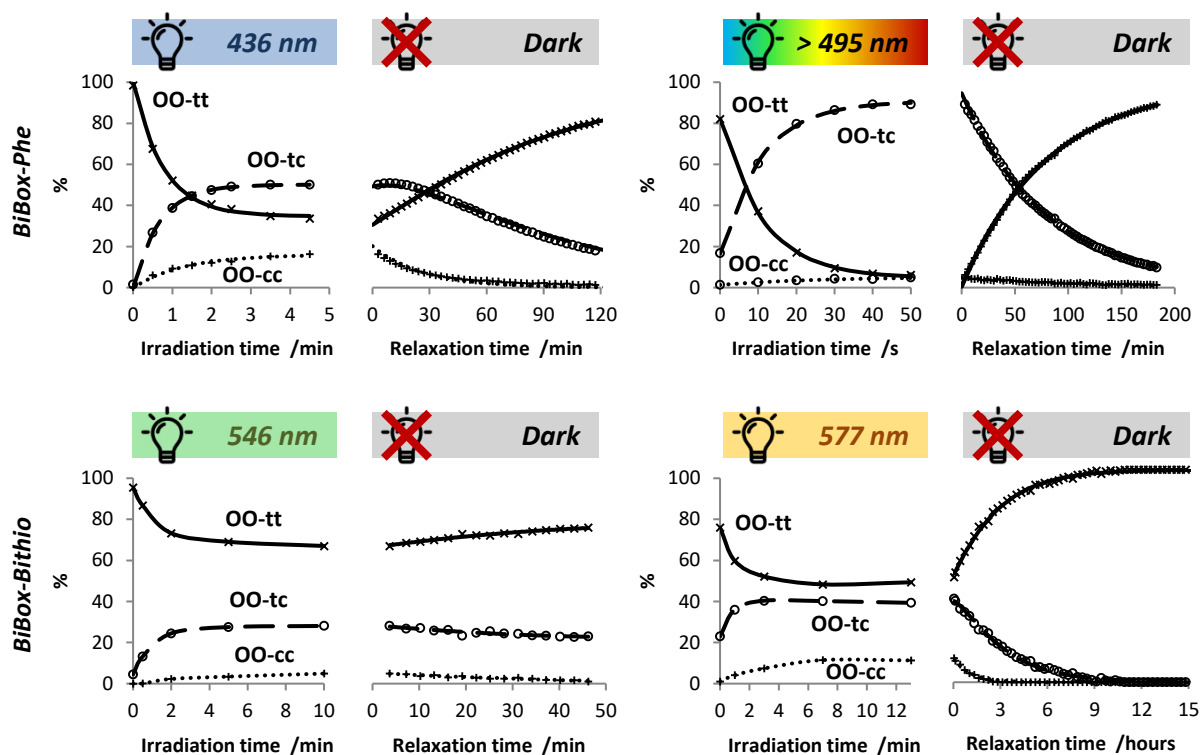 436 nm
Dark
> 495 nm
Dark
BiBox-Phe
%
100
80
60
40
20
0
OO-tt
OO-tc
OO-cc
0 1 2 3 4 5
Irradiation time /min
0 30 60 90 120
Relaxation time /min
%
100
80
60
40
20
0
OO-tt
OO-tc
OO-cc
0 10 20 30 40 50
Irradiation time /s
0 50 100 150 200
Relaxation time /min
546 nm
Dark
577 nm
Dark
BiBox-Bithio
%
100
80
60
40
20
0
OO-tt
OO-tc
OO-cc
0 2 4 6 8 10
Irradiation time /min
0 10 20 30 40 50
Relaxation time /min
%
100
80
60
40
20
0
OO-tt
OO-tc
OO-cc
0 2 4 6 8 10 12
Irradiation time /min
0 3 6 9 12 15
Relaxation time /hours